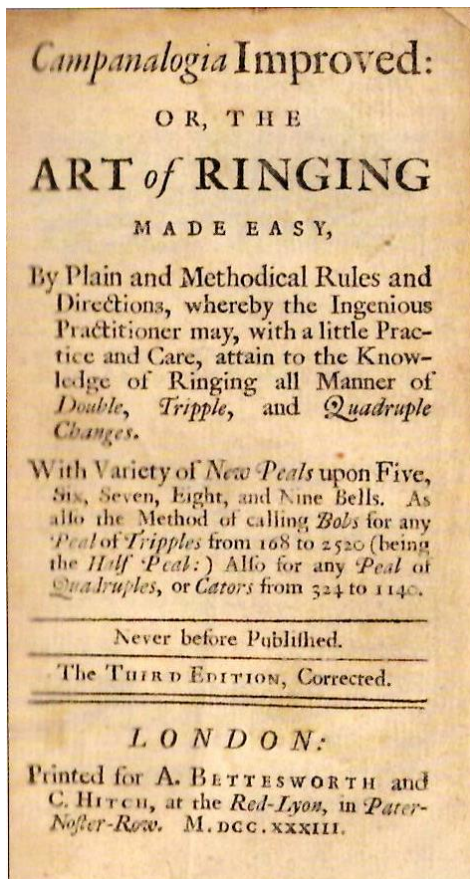 Campanalogia Improved:
OR, THE
ART of RINGING
MADE EASY,
By Plain and Methodical Rules and
Directions, whereby the Ingenious
Practitioner may, with a little Prac-
tice and Care, attain to the Know-
ledge of Ringing all Manner of
Double, Tripple, and Quadruple
Changes.
With Variety of New Peals upon Five,
Six, Seven, Eight, and Nine Bells. As
alſo the Method of calling Bobs for any
Peal of Tripples from 168 to 2520 (being
the Half Peal:) Alſo for any Peal of
Quadruples, or Cators from 324 to 1140.
Never before Publiſhed.
The THIRD EDITION, Corrected.
LONDON:
Printed for A. BETTESWORTH and
C. HITCH, at the Red-Lyon, in Pater-
Noſter-Row. M.DCC.XXXIII.